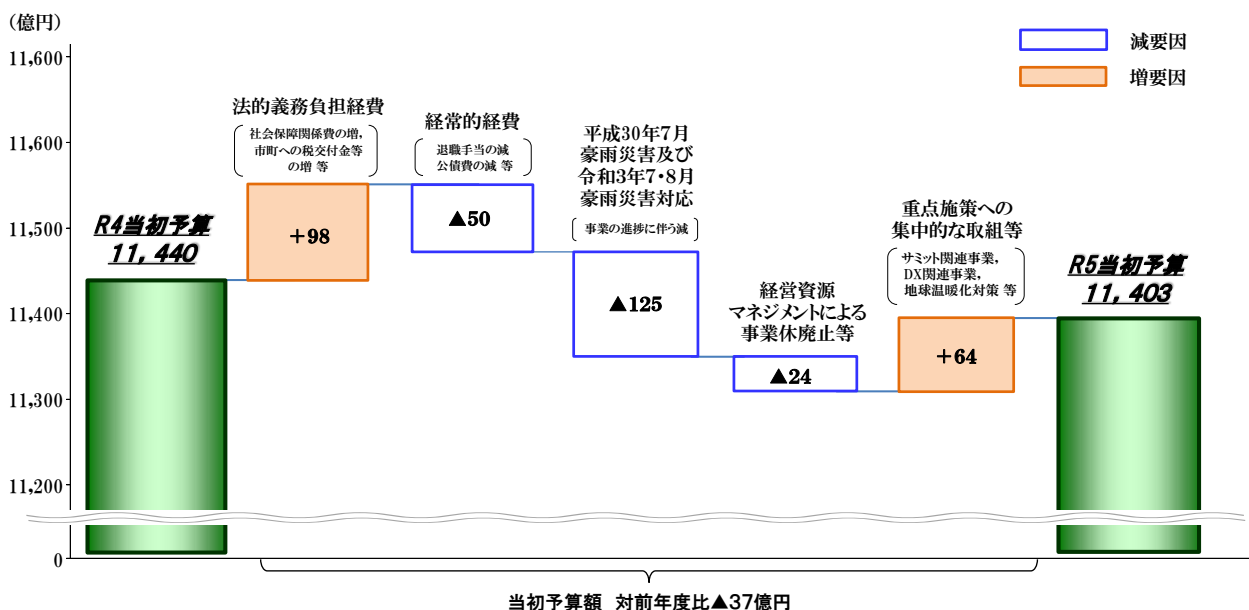 （億円）
11,600
11,500
11,400
11,300
11,200
0
11,600
減要因
増要因
法的義務負担経費
社会保障関係費の増，
市町への税交付金等
の増 等
＋98
経常的経費
退職手当の減
公債費の減 等
▲50
平成30年7月
豪雨災害及び
令和3年7・8月
豪雨災害対応
事業の進捗に伴う減
▲125
経営資源
マネジメントによる
事業休廃止等
▲24
重点施策への
集中的な取組等
サミット関連事業，
DX関連事業，
地球温暖化対策 等
＋64
R4当初予算
11，440
R5当初予算
11，403
当初予算額 対前年度比▲37億円